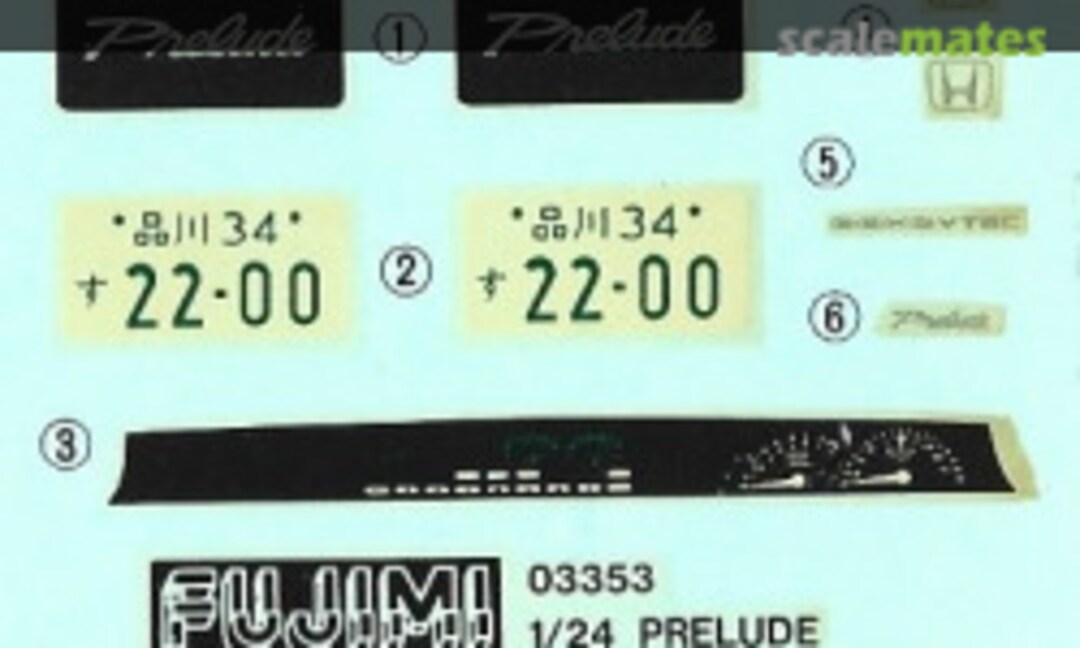 Prelude
①
Prelude
scalemates
⑤
・品川34・
す22-00
②
・品川34・
す22-00
⑥
Prelude
③
FUJIMI
03353
1/24 PRELUDE